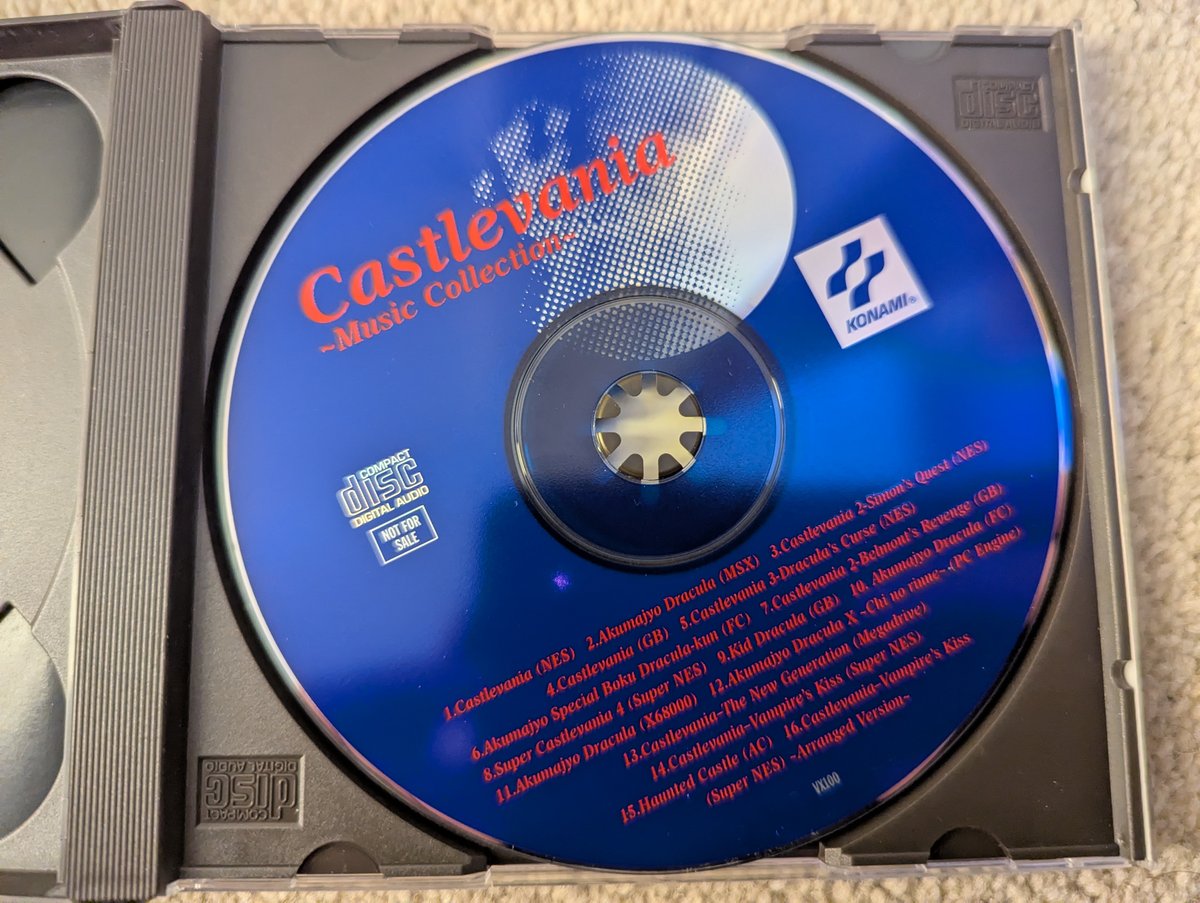 Castlevania
~Music Collection~
KONAMI®
COMPACT
disc
DIGITAL AUDIO
NOT FOR
SALE
1.Castlevania (NES) 2.Akumajyo Dracula (MSX) 3.Castlevania 2-Simon's Quest (NES)
4.Castlevania (GB) 5.Castlevania 3-Dracula's Curse (NES)
6.Akumajyo Special Boku Dracula-kun (FC) 7.Castlevania 2-Belmont's Revenge (GB)
8.Super Castlevania 4 (Super NES) 9.Kid Dracula (GB) 10. Akumajyo Dracula (FC)
11.Akumajyo Dracula (X68000) 12.Akumajyo Dracula X ~Chi no rinne~ (PC Engine)
13.Castlevania-The New Generation (Megadrive)
14.Castlevania-Vampire's Kiss (Super NES)
15.Haunted Castle (AC) 16.Castlevania-Vampire's Kiss
(Super NES) ~Arranged Version~
VX100
COMPACT
disc
DIGITAL AUDIO
COMPACT
disc
DIGITAL AUDIO